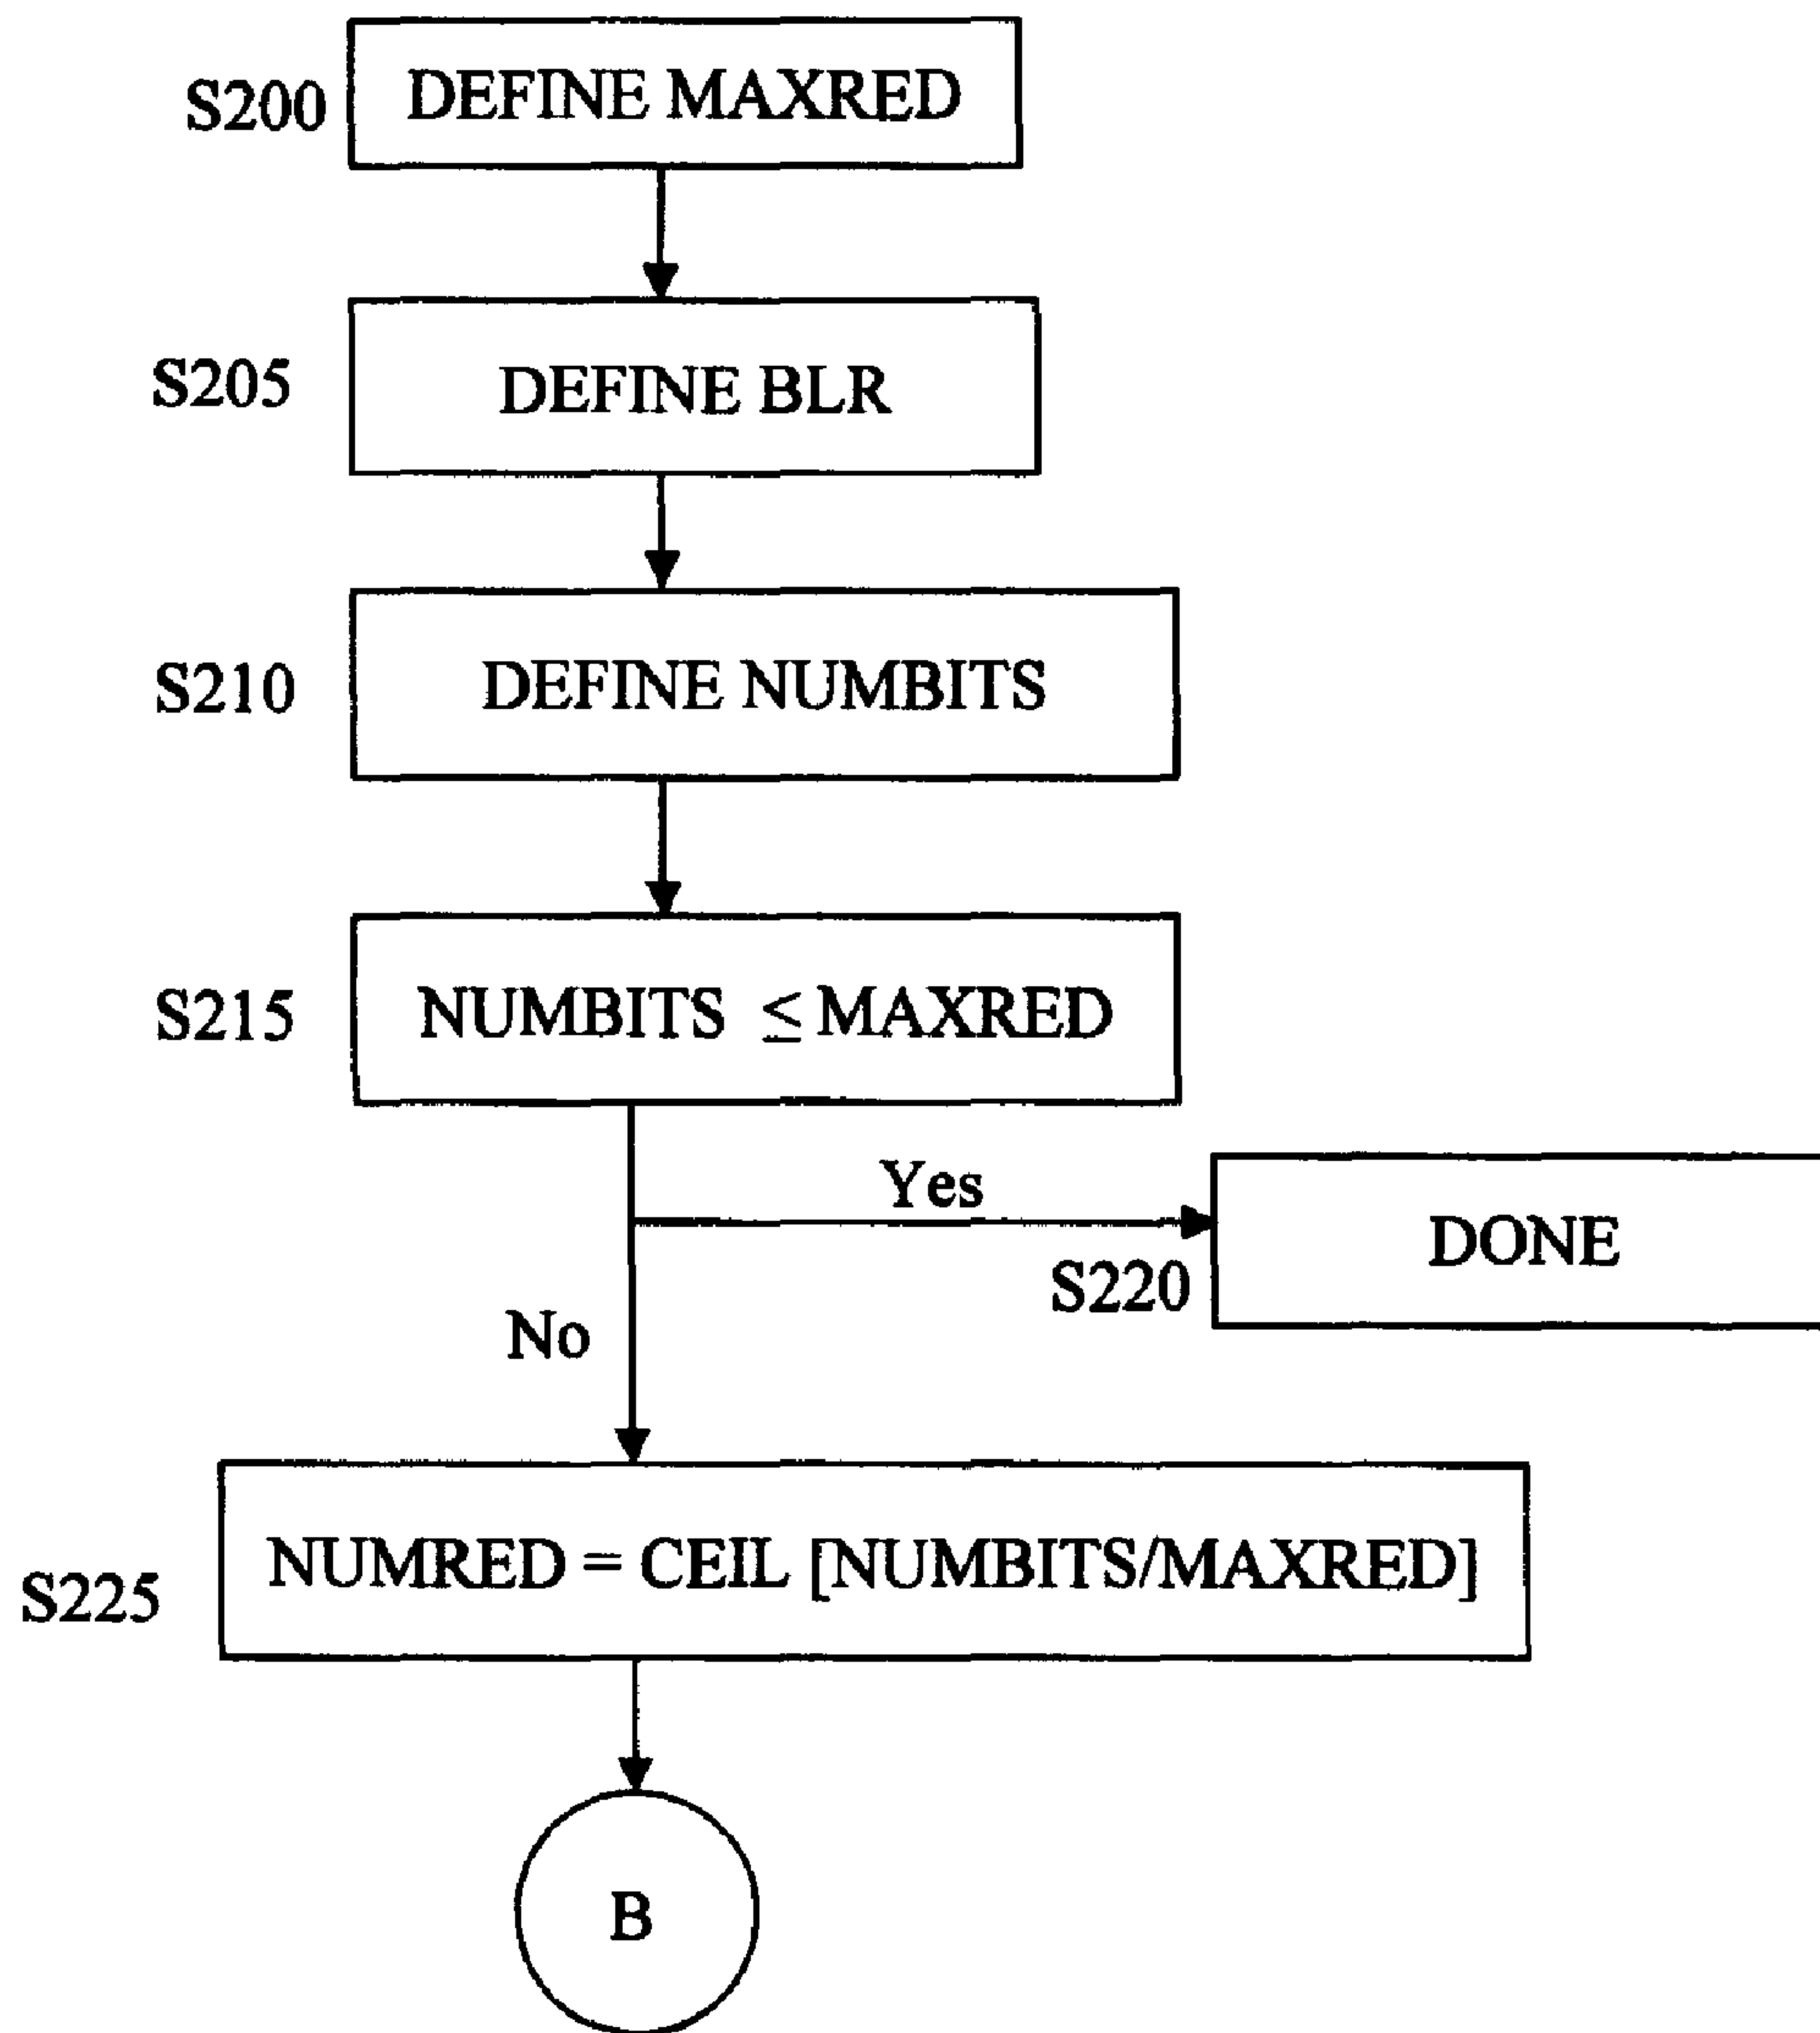 S200 DEFINE MAXRED
S205 DEFINE BLR
S210 DEFINE NUMBITS
S215 NUMBITS ≤ MAXRED
Yes
DONE
S220
No
NUMRED = CEIL [NUMBITS/MAXRED]
S225
B